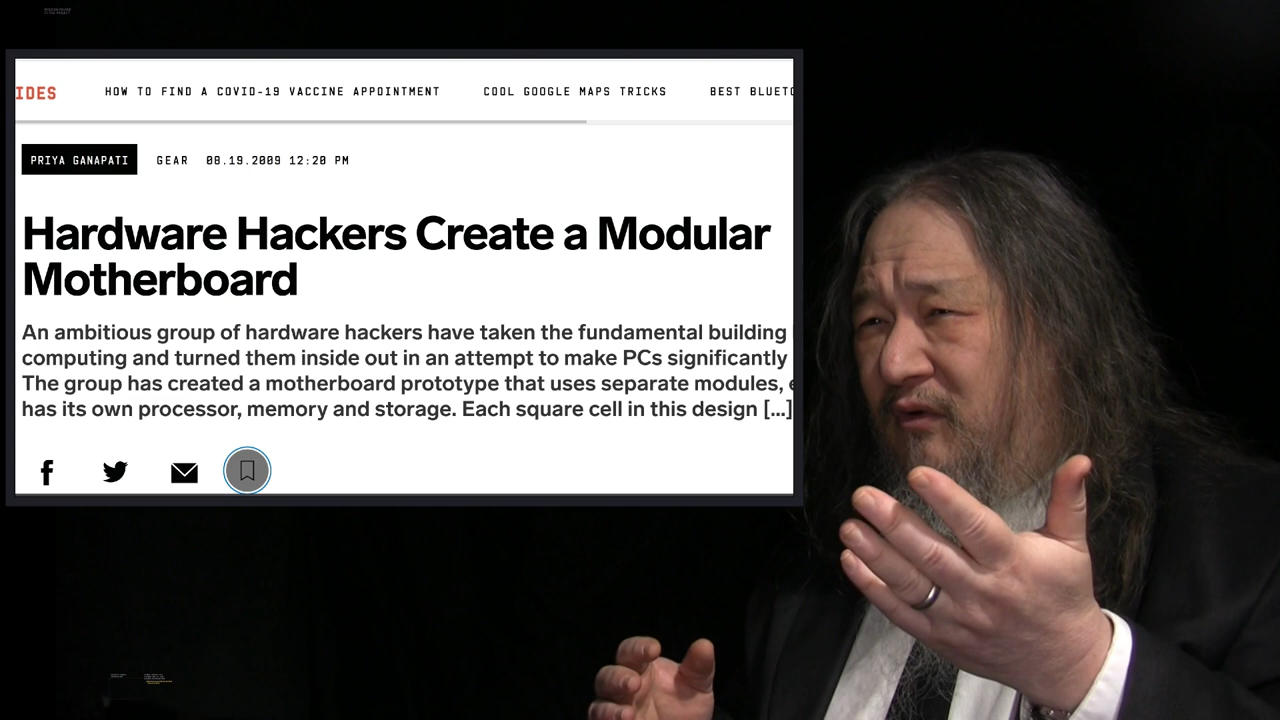 IDES HOW TO FIND A COVID-19 VACCINE APPOINTMENT COOL GOOGLE MAPS TRICKS BEST BLUETO
PRIYA GANAPATI GEAR 08.19.2009 12:20 PM
Hardware Hackers Create a Modular
Motherboard
An ambitious group of hardware hackers have taken the fundamental building
computing and turned them inside out in an attempt to make PCs significantly
The group has created a motherboard prototype that uses separate modules, e
has its own processor, memory and storage. Each square cell in this design [...]